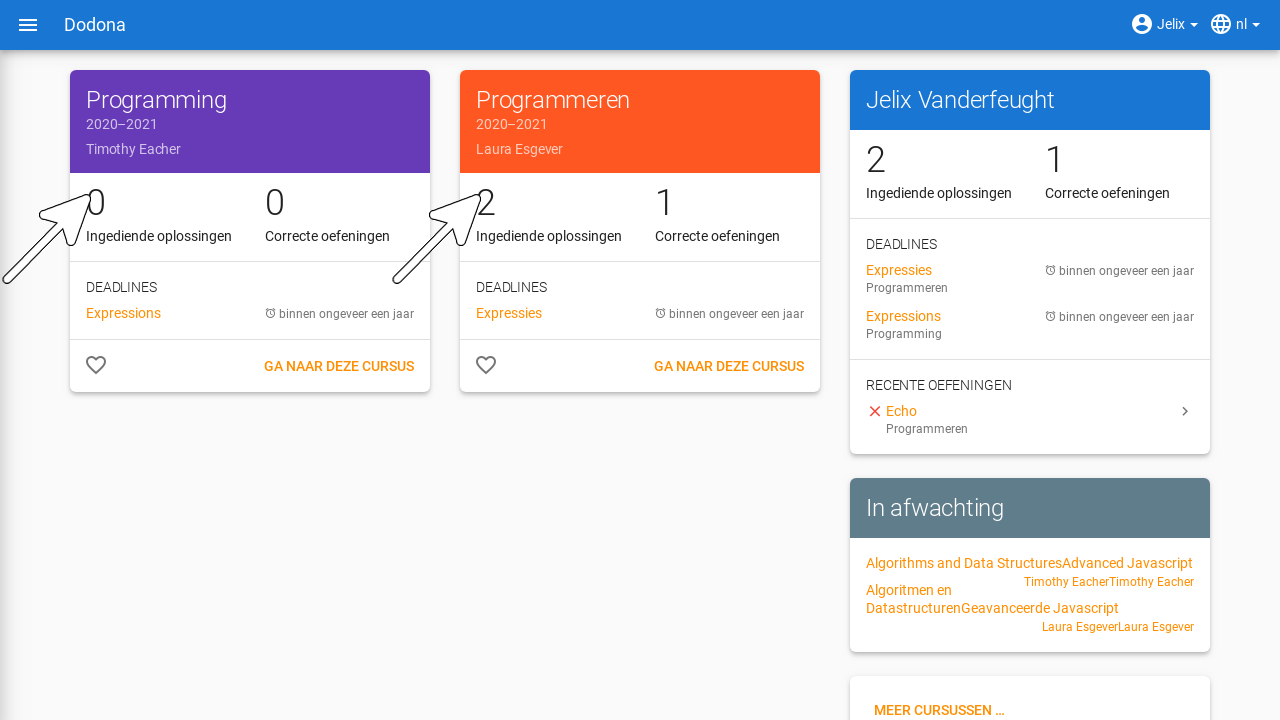 Dodona
Jelix
nl
Programming
2020–2021
Timothy Eacher
0
0
Ingediende oplossingen
Correcte oefeningen
DEADLINES
Expressions
binnen ongeveer een jaar
GA NAAR DEZE CURSUS
Programmeren
2020–2021
Laura Esgever
2
1
Ingediende oplossingen
Correcte oefeningen
DEADLINES
Expressies
binnen ongeveer een jaar
GA NAAR DEZE CURSUS
Jelix Vanderfeught
2
1
Ingediende oplossingen
Correcte oefeningen
DEADLINES
Expressies
binnen ongeveer een jaar
Programmeren
Expressions
binnen ongeveer een jaar
Programming
RECENTE OEFENINGEN
Echo
Programmeren
In afwachting
Algorithms and Data StructuresAdvanced Javascript
Timothy EacherTimothy Eacher
Algoritmen en
DatastructurenGeavanceerde Javascript
Laura EsgeverLaura Esgever
MEER CURSUSSEN ...